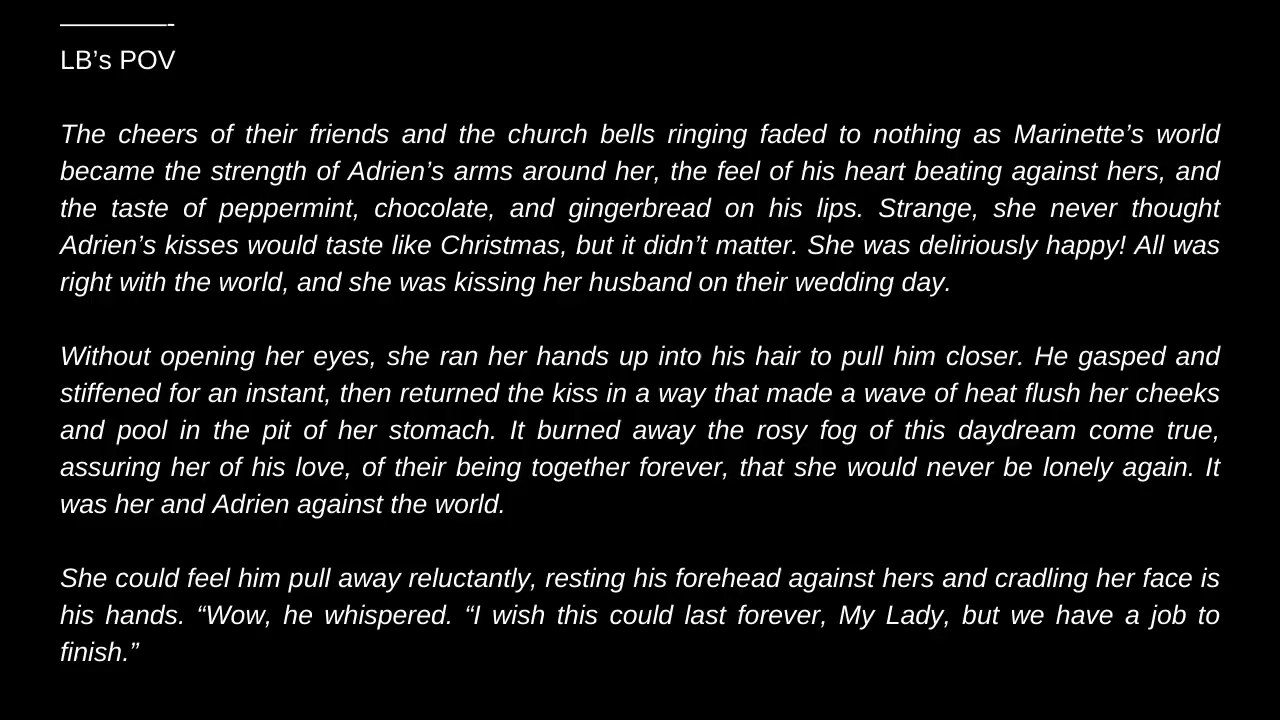 ————-
LB’s POV
The cheers of their friends and the church bells ringing faded to nothing as Marinette’s world
became the strength of Adrien’s arms around her, the feel of his heart beating against hers, and
the taste of peppermint, chocolate, and gingerbread on his lips. Strange, she never thought
Adrien’s kisses would taste like Christmas, but it didn’t matter. She was deliriously happy! All was
right with the world, and she was kissing her husband on their wedding day.
Without opening her eyes, she ran her hands up into his hair to pull him closer. He gasped and
stiffened for an instant, then returned the kiss in a way that made a wave of heat flush her cheeks
and pool in the pit of her stomach. It burned away the rosy fog of this daydream come true,
assuring her of his love, of their being together forever, that she would never be lonely again. It
was her and Adrien against the world.
She could feel him pull away reluctantly, resting his forehead against hers and cradling her face is
his hands. “Wow, he whispered. “I wish this could last forever, My Lady, but we have a job to
finish.”